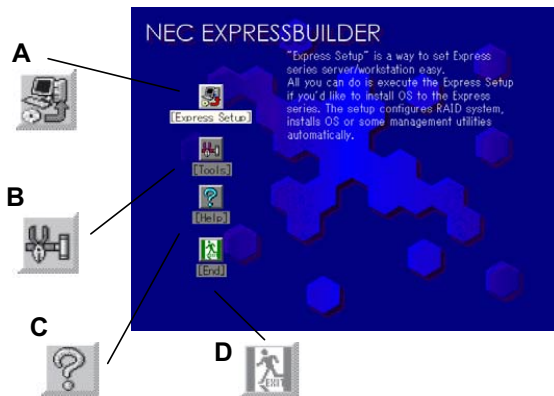 A
NEC EXPRESSBUILDER
"Express Setup" is a way to set Express
series server/workstation easy.
All you can do is execute the Express Setup
if you'd like to install OS to the Express
series. The setup configures RAID system,
installs OS or some management utilities
automatically.
[Express Setup]
B
[Tools]
[Help]
[End]
C
D
EXIT